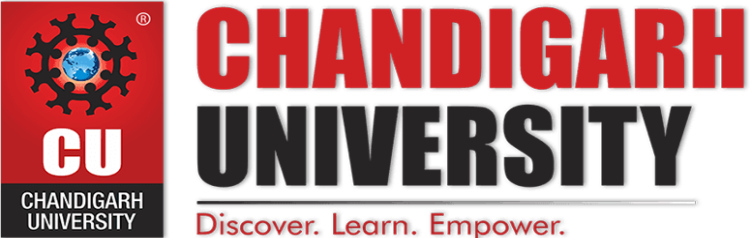 ®
CU
CHANDIGARH
UNIVERSITY
CHANDIGARH
UNIVERSITY
Discover. Learn. Empower.